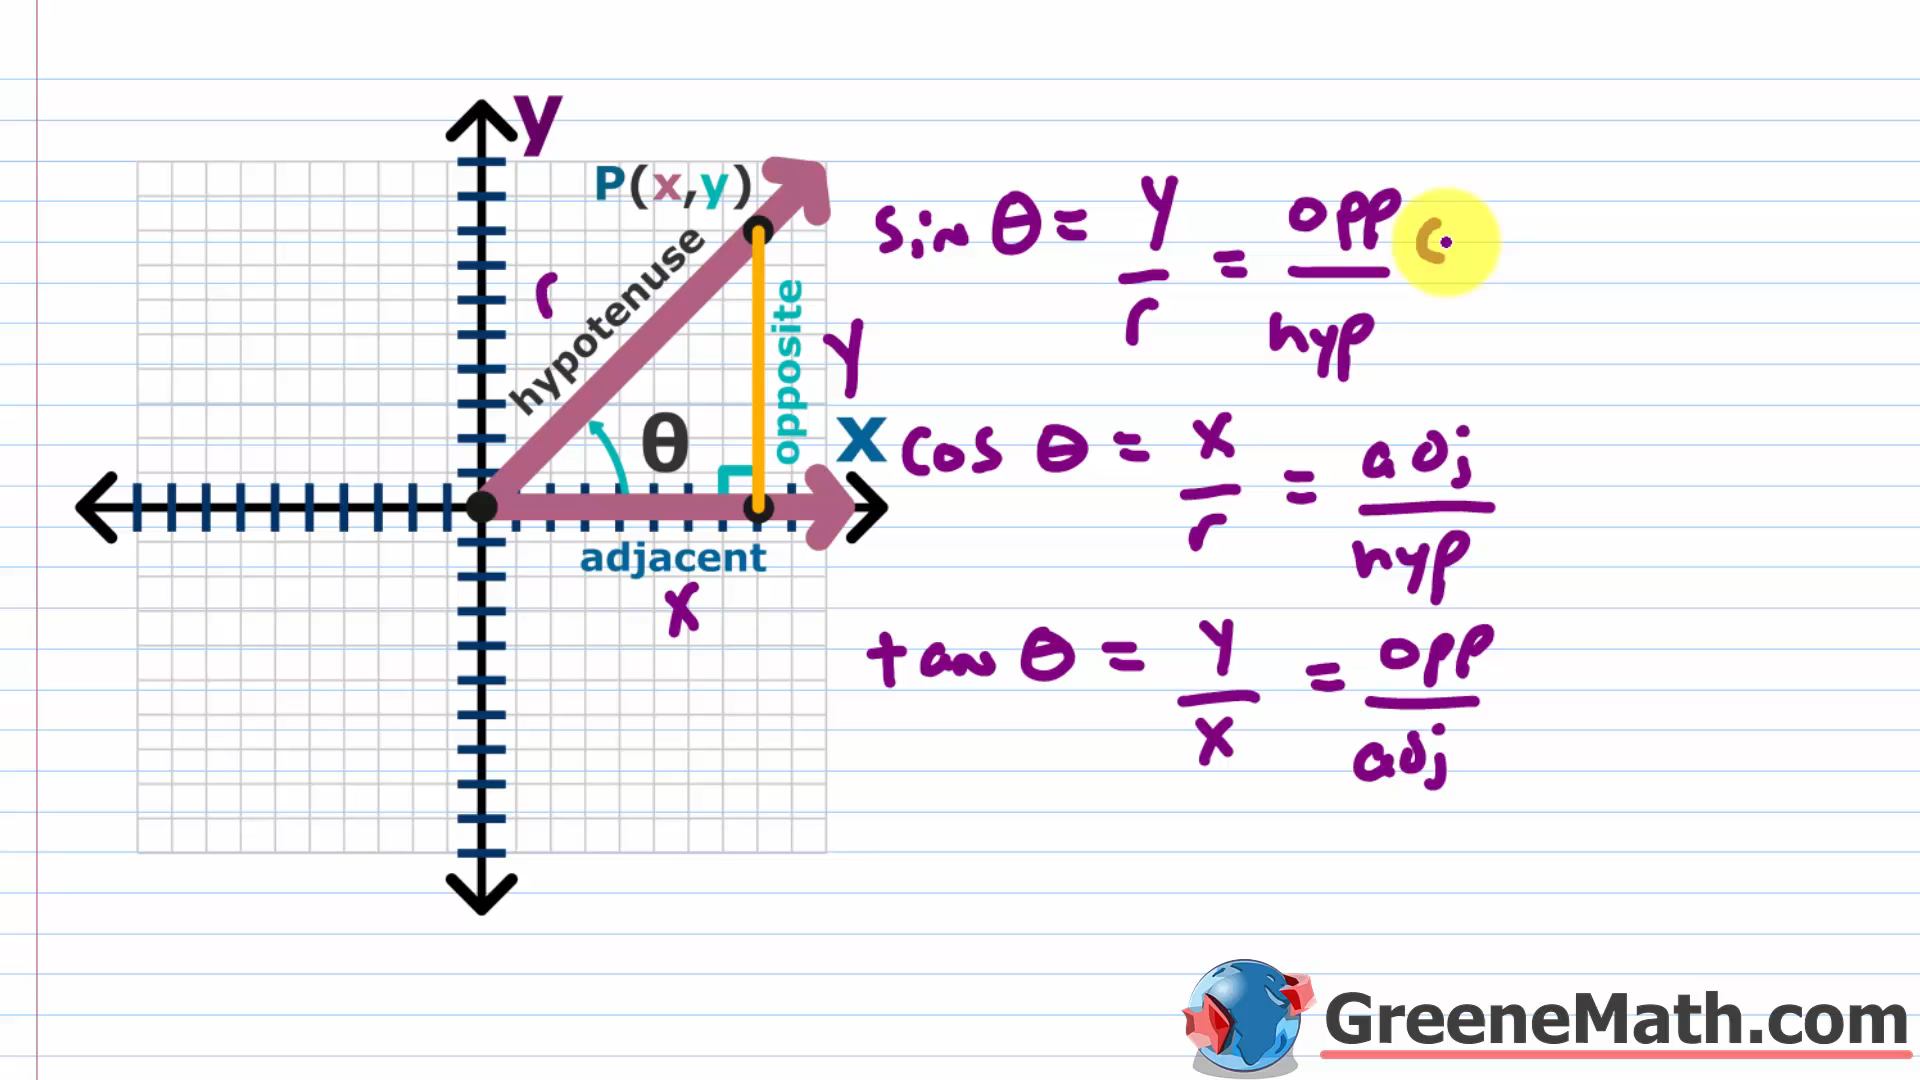 y
P(x,y)
hypotenuse
r
opposite
y
θ
x
adjacent
x
sin θ = y/r = opp/hyp
c
cos θ = x/r = adj/hyp
tan θ = y/x = opp/adj
GreeneMath.com